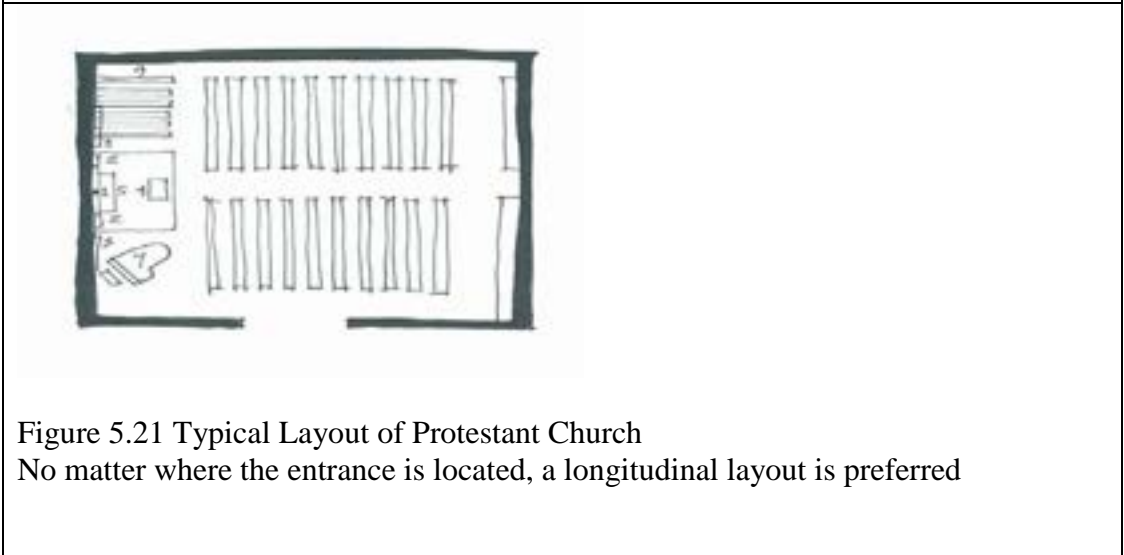 7
Figure 5.21 Typical Layout of Protestant Church
No matter where the entrance is located, a longitudinal layout is preferred